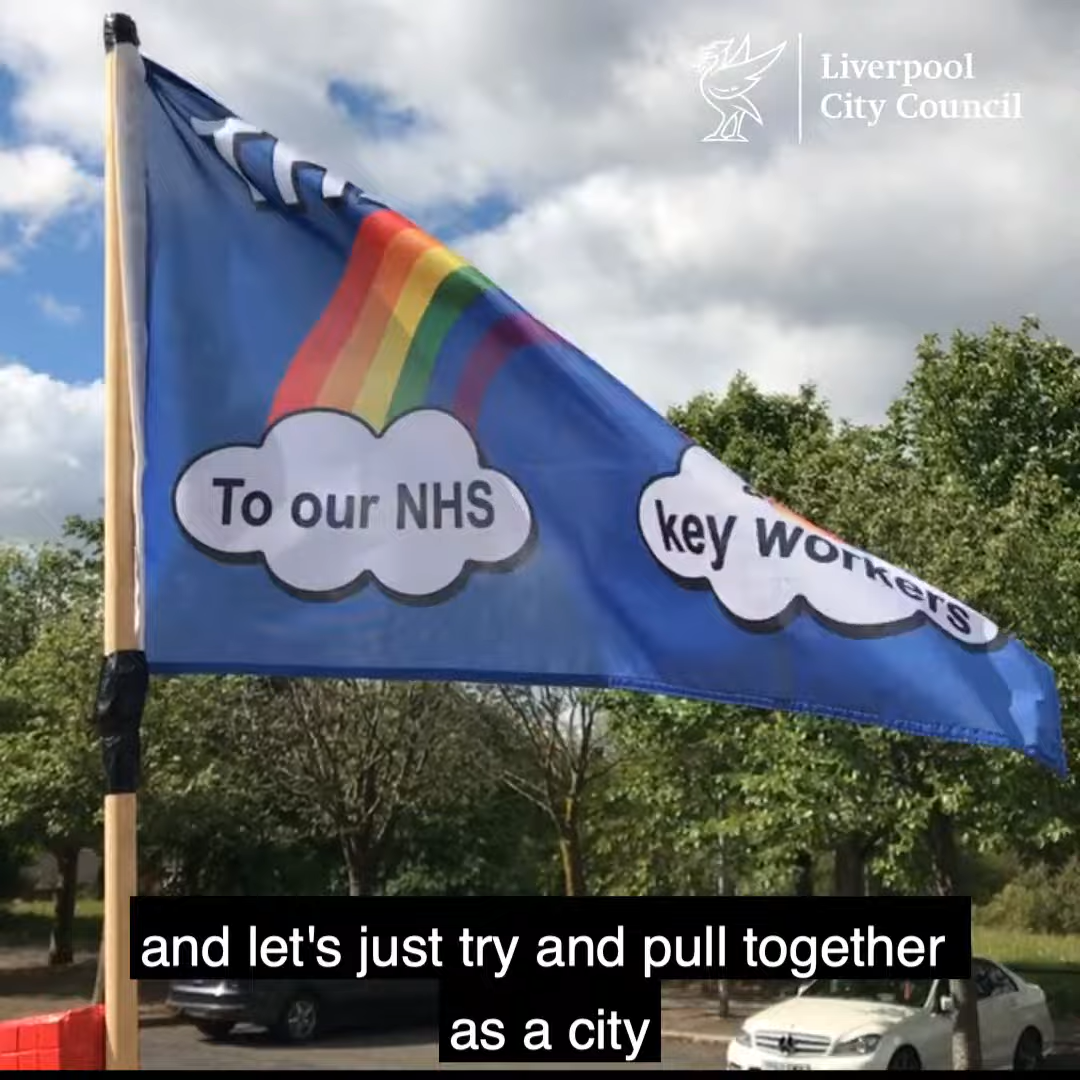 Liverpool
City Council
To our NHS
key workers
and let's just try and pull together
as a city